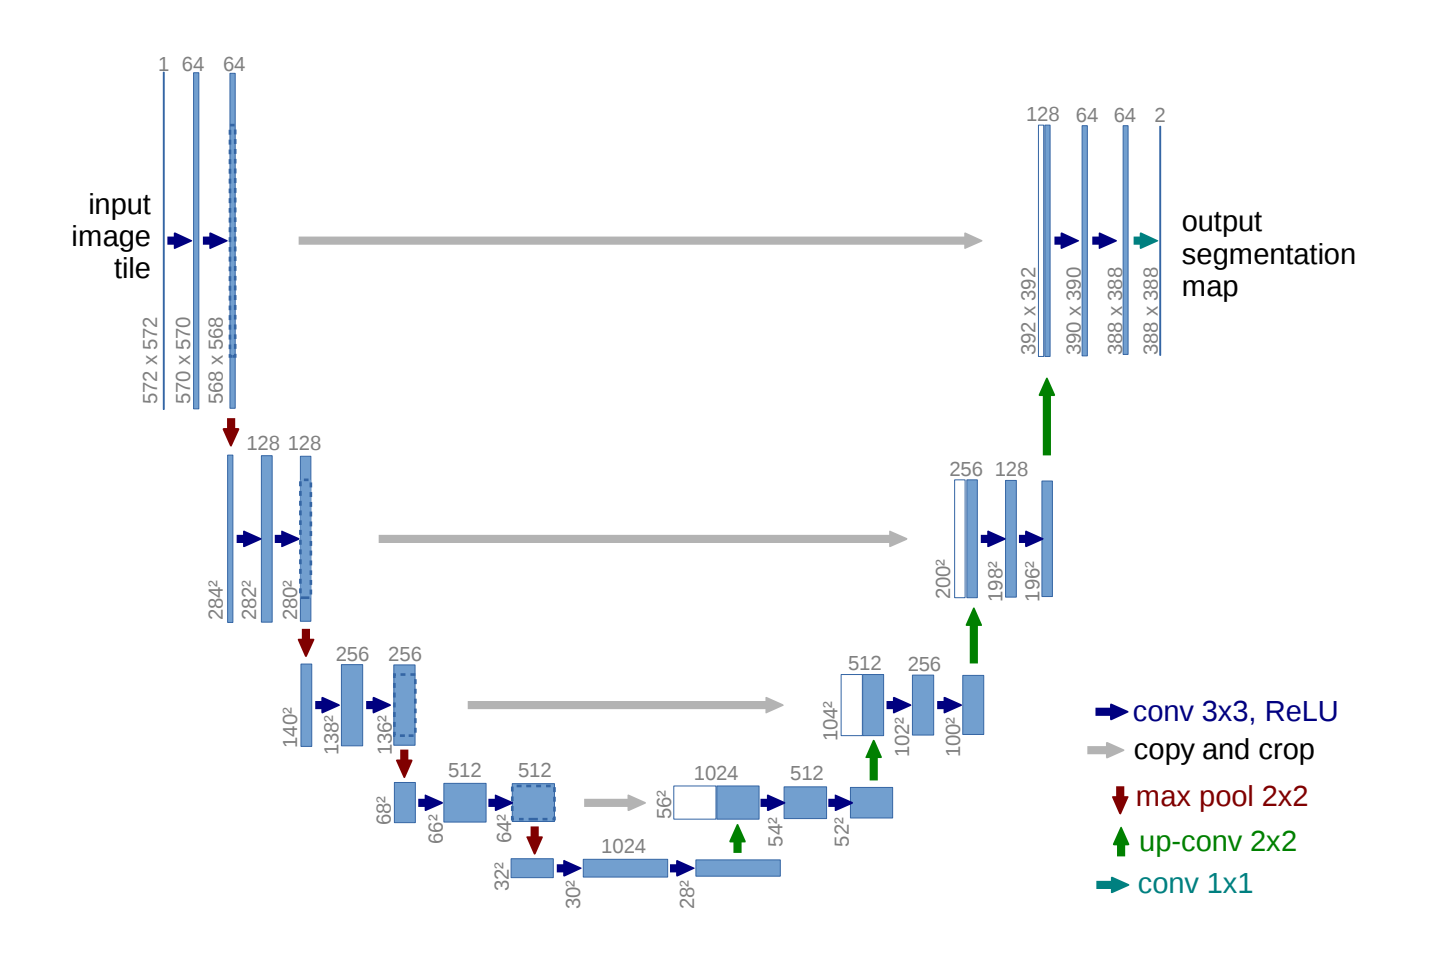 1 64 64
input
image
tile
572 x 572
570 x 570
568 x 568
128 64 64 2
output
segmentation
map
392 x 392
390 x 390
388 x 388
388 x 388
128 128
284²
282²
280²
256 128
200²
198²
196²
256 256
140²
138²
136²
512 256
104²
102²
100²
512 512
68²
66²
64²
1024 512
56²
54²
52²
1024
32²
30²
28²
conv 3x3, ReLU
copy and crop
max pool 2x2
up-conv 2x2
conv 1x1